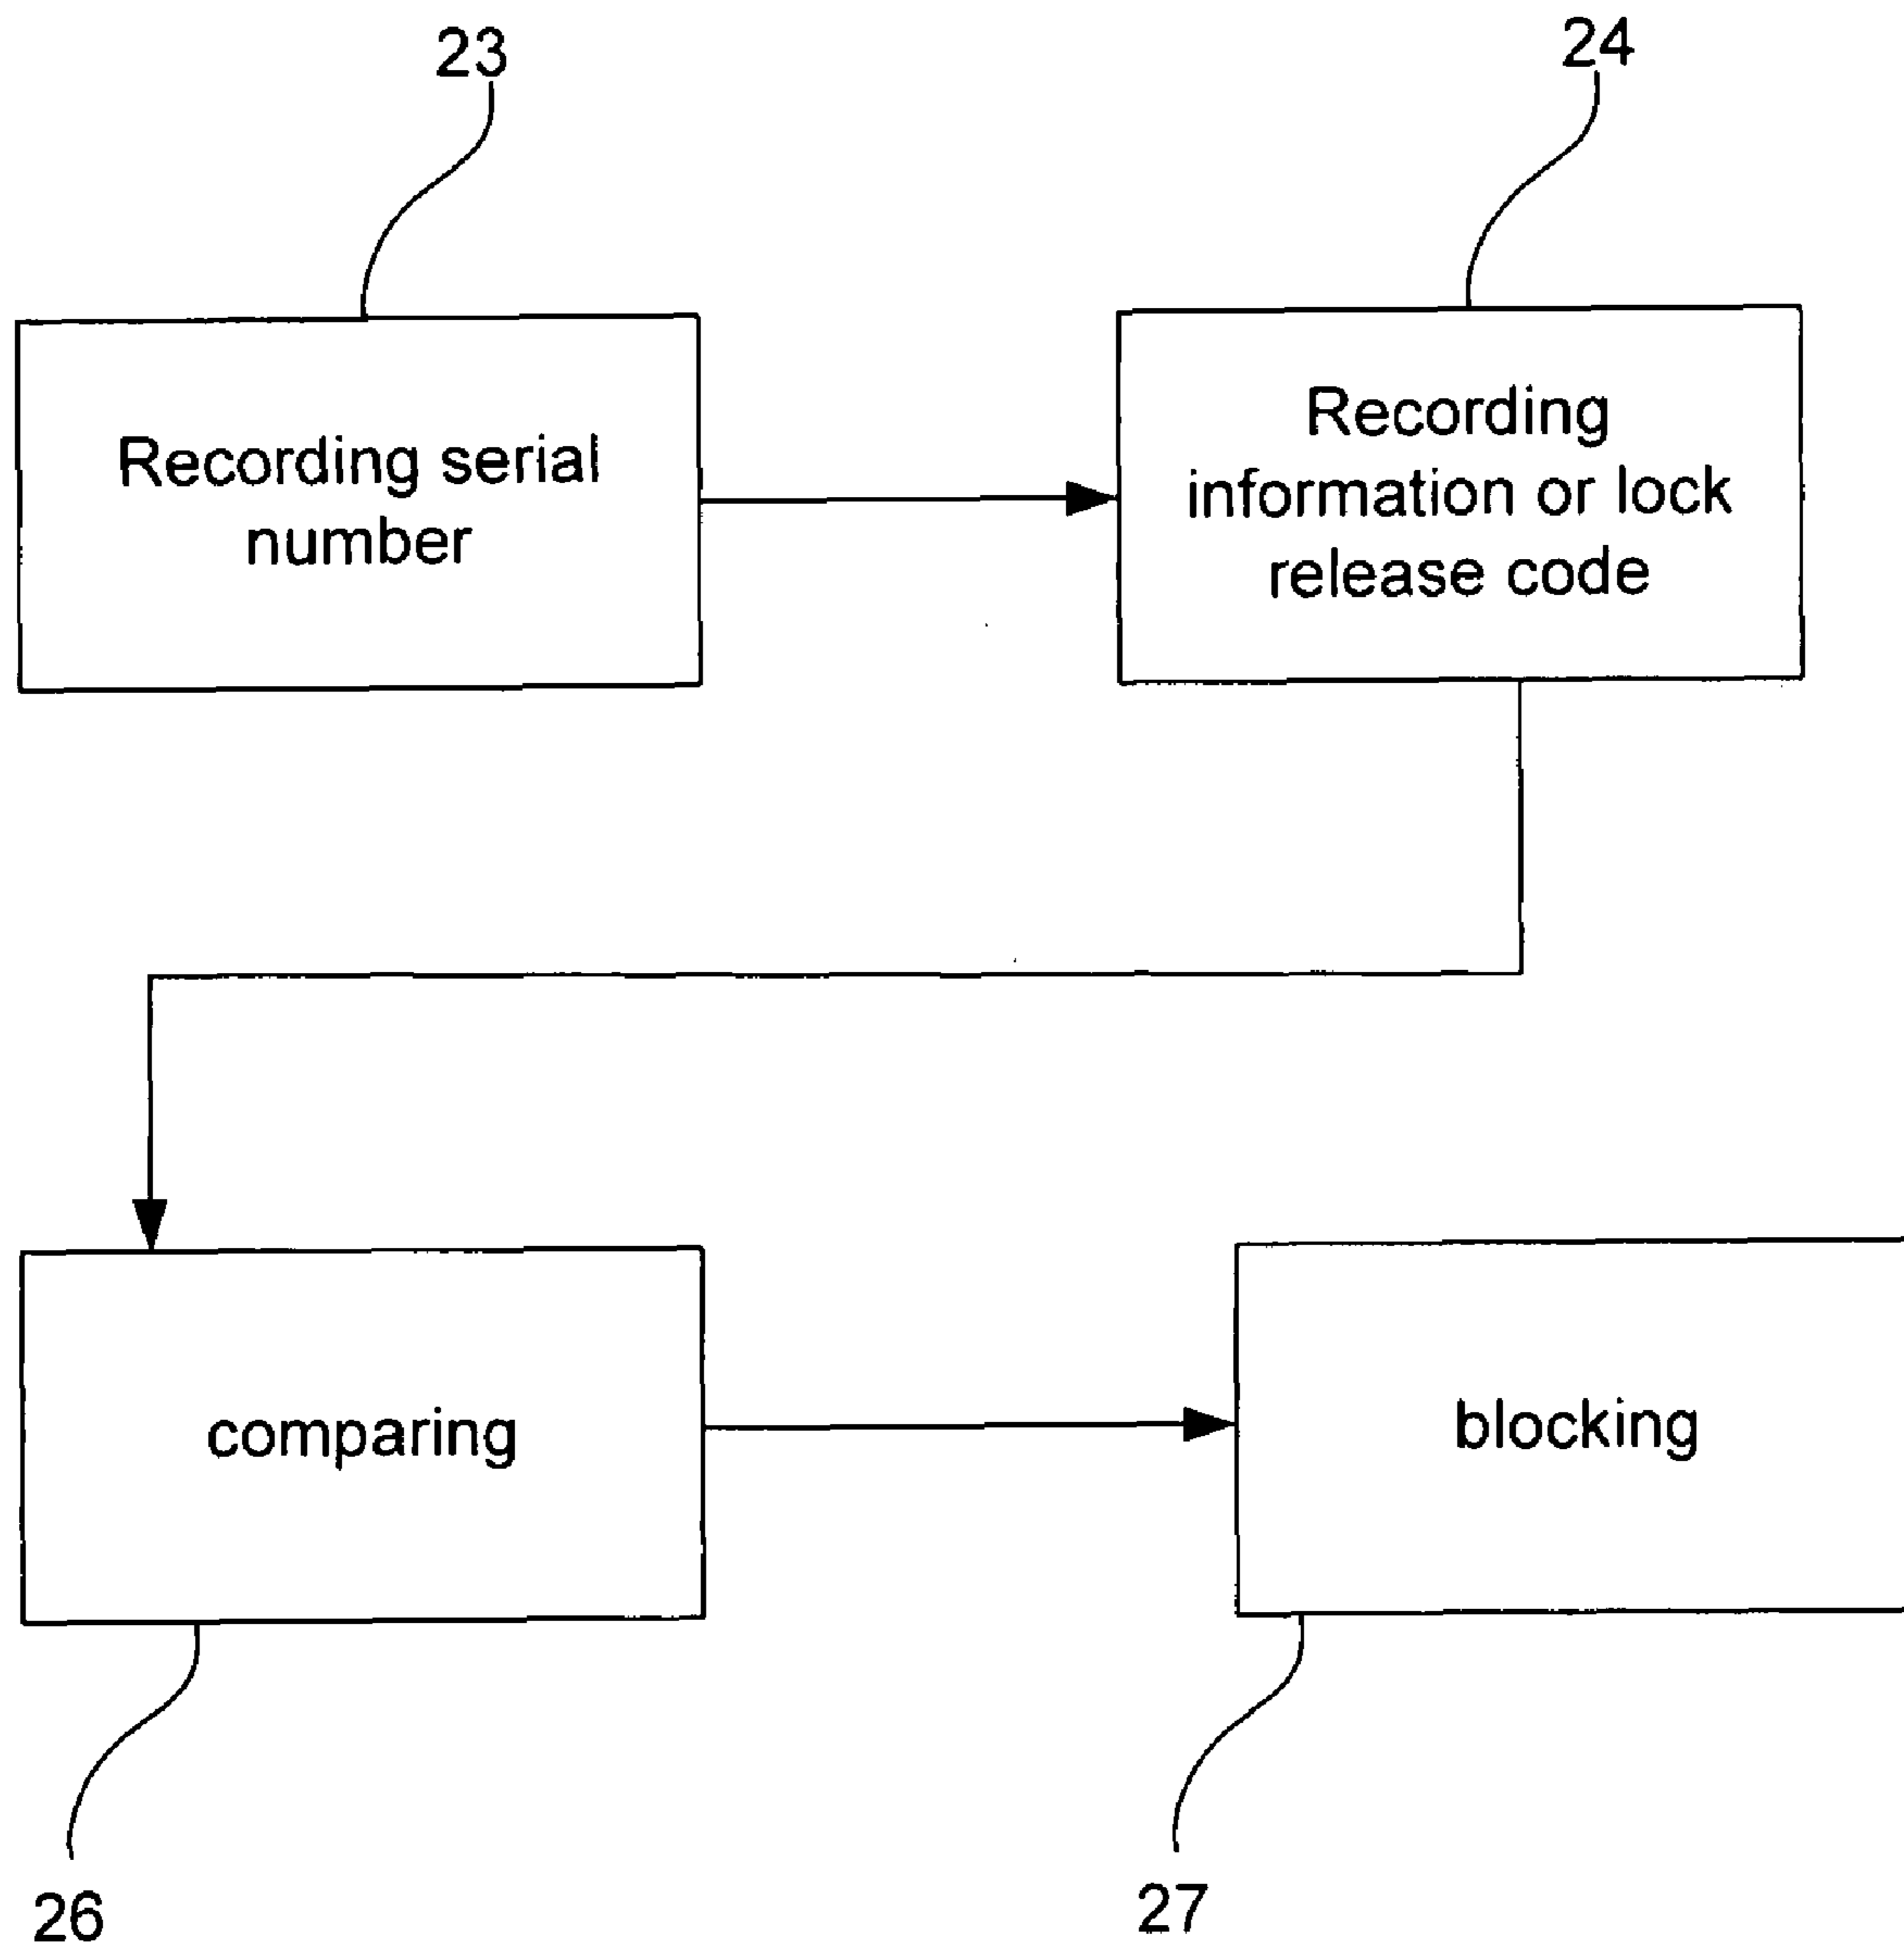 23
24
Recording serial
number
Recording
information or lock
release code
comparing
blocking
26
27